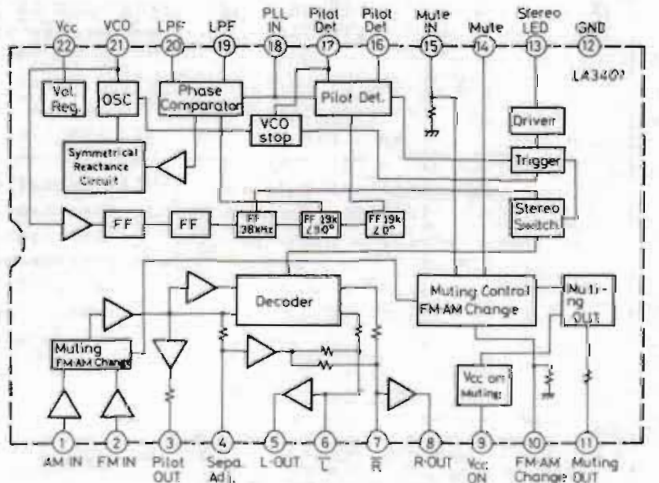 Vcc
VCO
LPF
LPF
PLL IN
Pilot Det
Pilot Det
Mute IN
Mute
Stereo LED
GND
22
21
20
19
18
17
16
15
14
13
12
LA3401
Vol. Reg.
OSC
Phase Comparator
Pilot Det.
VCO stop
Driver
Trigger
Symmetrical Reactance Circuit
Stereo Switch
FF
FF
FF 38kHz
FF 19k ∠90°
FF 19k ∠0°
Decoder
Muting Control FM·AM Change
Muti-ng OUT
Muting FM·AM Change
Vcc on Muting
1
2
3
4
5
6
7
8
9
10
11
AM IN
FM IN
Pilot OUT
Sepa. Adj.
L-OUT
L
R
R-OUT
Vcc ON
FM·AM Change
Muting OUT